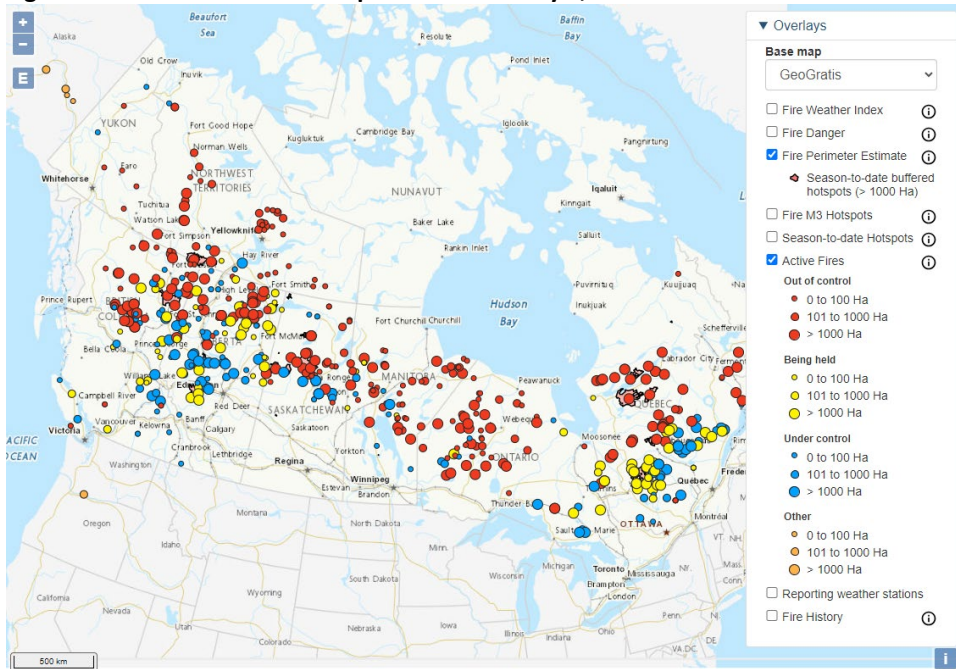 +
−
E
Beaufort
Sea
Baffin
Bay
Alaska
Resolute
Old Crow
Inuvik
Pond Inlet
YUKON
Fort Good Hope
Kugluktuk
Cambridge Bay
Igloolik
Norman Wells
Pangnirtung
Faro
NORTHWEST
TERRITORIES
Whitehorse
NUNAVUT
Iqaluit
Kinngait
Tuchitua
Watson Lake
Yellowknife
Baker Lake
Fort Simpson
Rankin Inlet
Salluit
Hay River
Fort Smith
Puvirnituq
Kuujjuaq
Inukjuak
Prince Rupert
Hudson
Bay
Fort Churchill Churchill
Schefferville
Bella Coola
Labrador City
MANITOBA
Peawanuck
QUEBEC
Campbell River
Red Deer
SASKATCHEWAN
Webequie
Vancouver
Kelowna
Banff
Calgary
Saskatoon
Moosonee
ONTARIO
Victoria
Cranbrook
Lethbridge
Yorkton
Regina
Winnipeg
Québec
Washington
Estevan
Brandon
Thunder Bay
Montréal
OTTAWA
Sault
Marie
Oregon
Montana
North Dakota
Minn.
Idaho
South Dakota
Wisconsin
Michigan
Toronto
Mississauga
Brampton
London
Wyoming
California
Nevada
Utah
Colorado
Nebraska
Iowa
Illinois
Indiana
Ohio
Penn.
500 km
▼ Overlays
Base map
GeoGratis
Fire Weather Index
Fire Danger
Fire Perimeter Estimate
Season-to-date buffered
hotspots (> 1000 Ha)
Fire M3 Hotspots
Season-to-date Hotspots
Active Fires
Out of control
0 to 100 Ha
101 to 1000 Ha
> 1000 Ha
Being held
0 to 100 Ha
101 to 1000 Ha
> 1000 Ha
Under control
0 to 100 Ha
101 to 1000 Ha
> 1000 Ha
Other
0 to 100 Ha
101 to 1000 Ha
> 1000 Ha
Reporting weather stations
Fire History
i